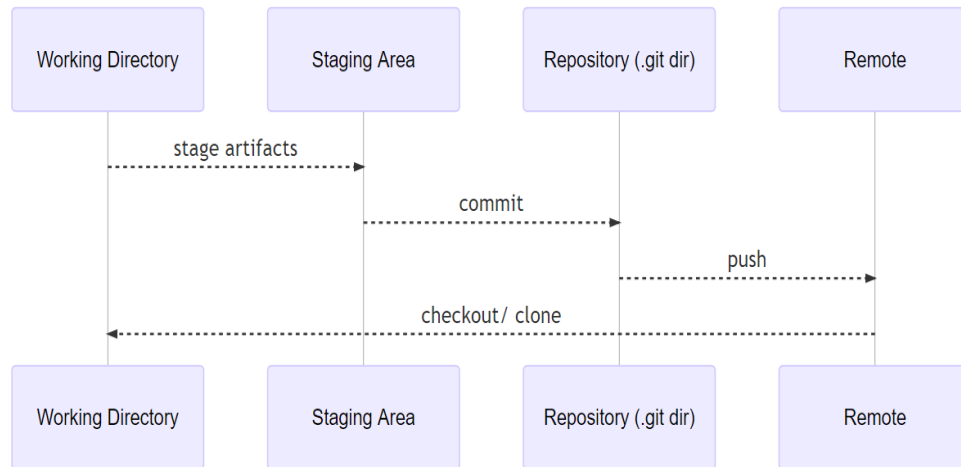 Working Directory
Staging Area
Repository (.git dir)
Remote
stage artifacts
commit
push
checkout/ clone
Working Directory
Staging Area
Repository (.git dir)
Remote